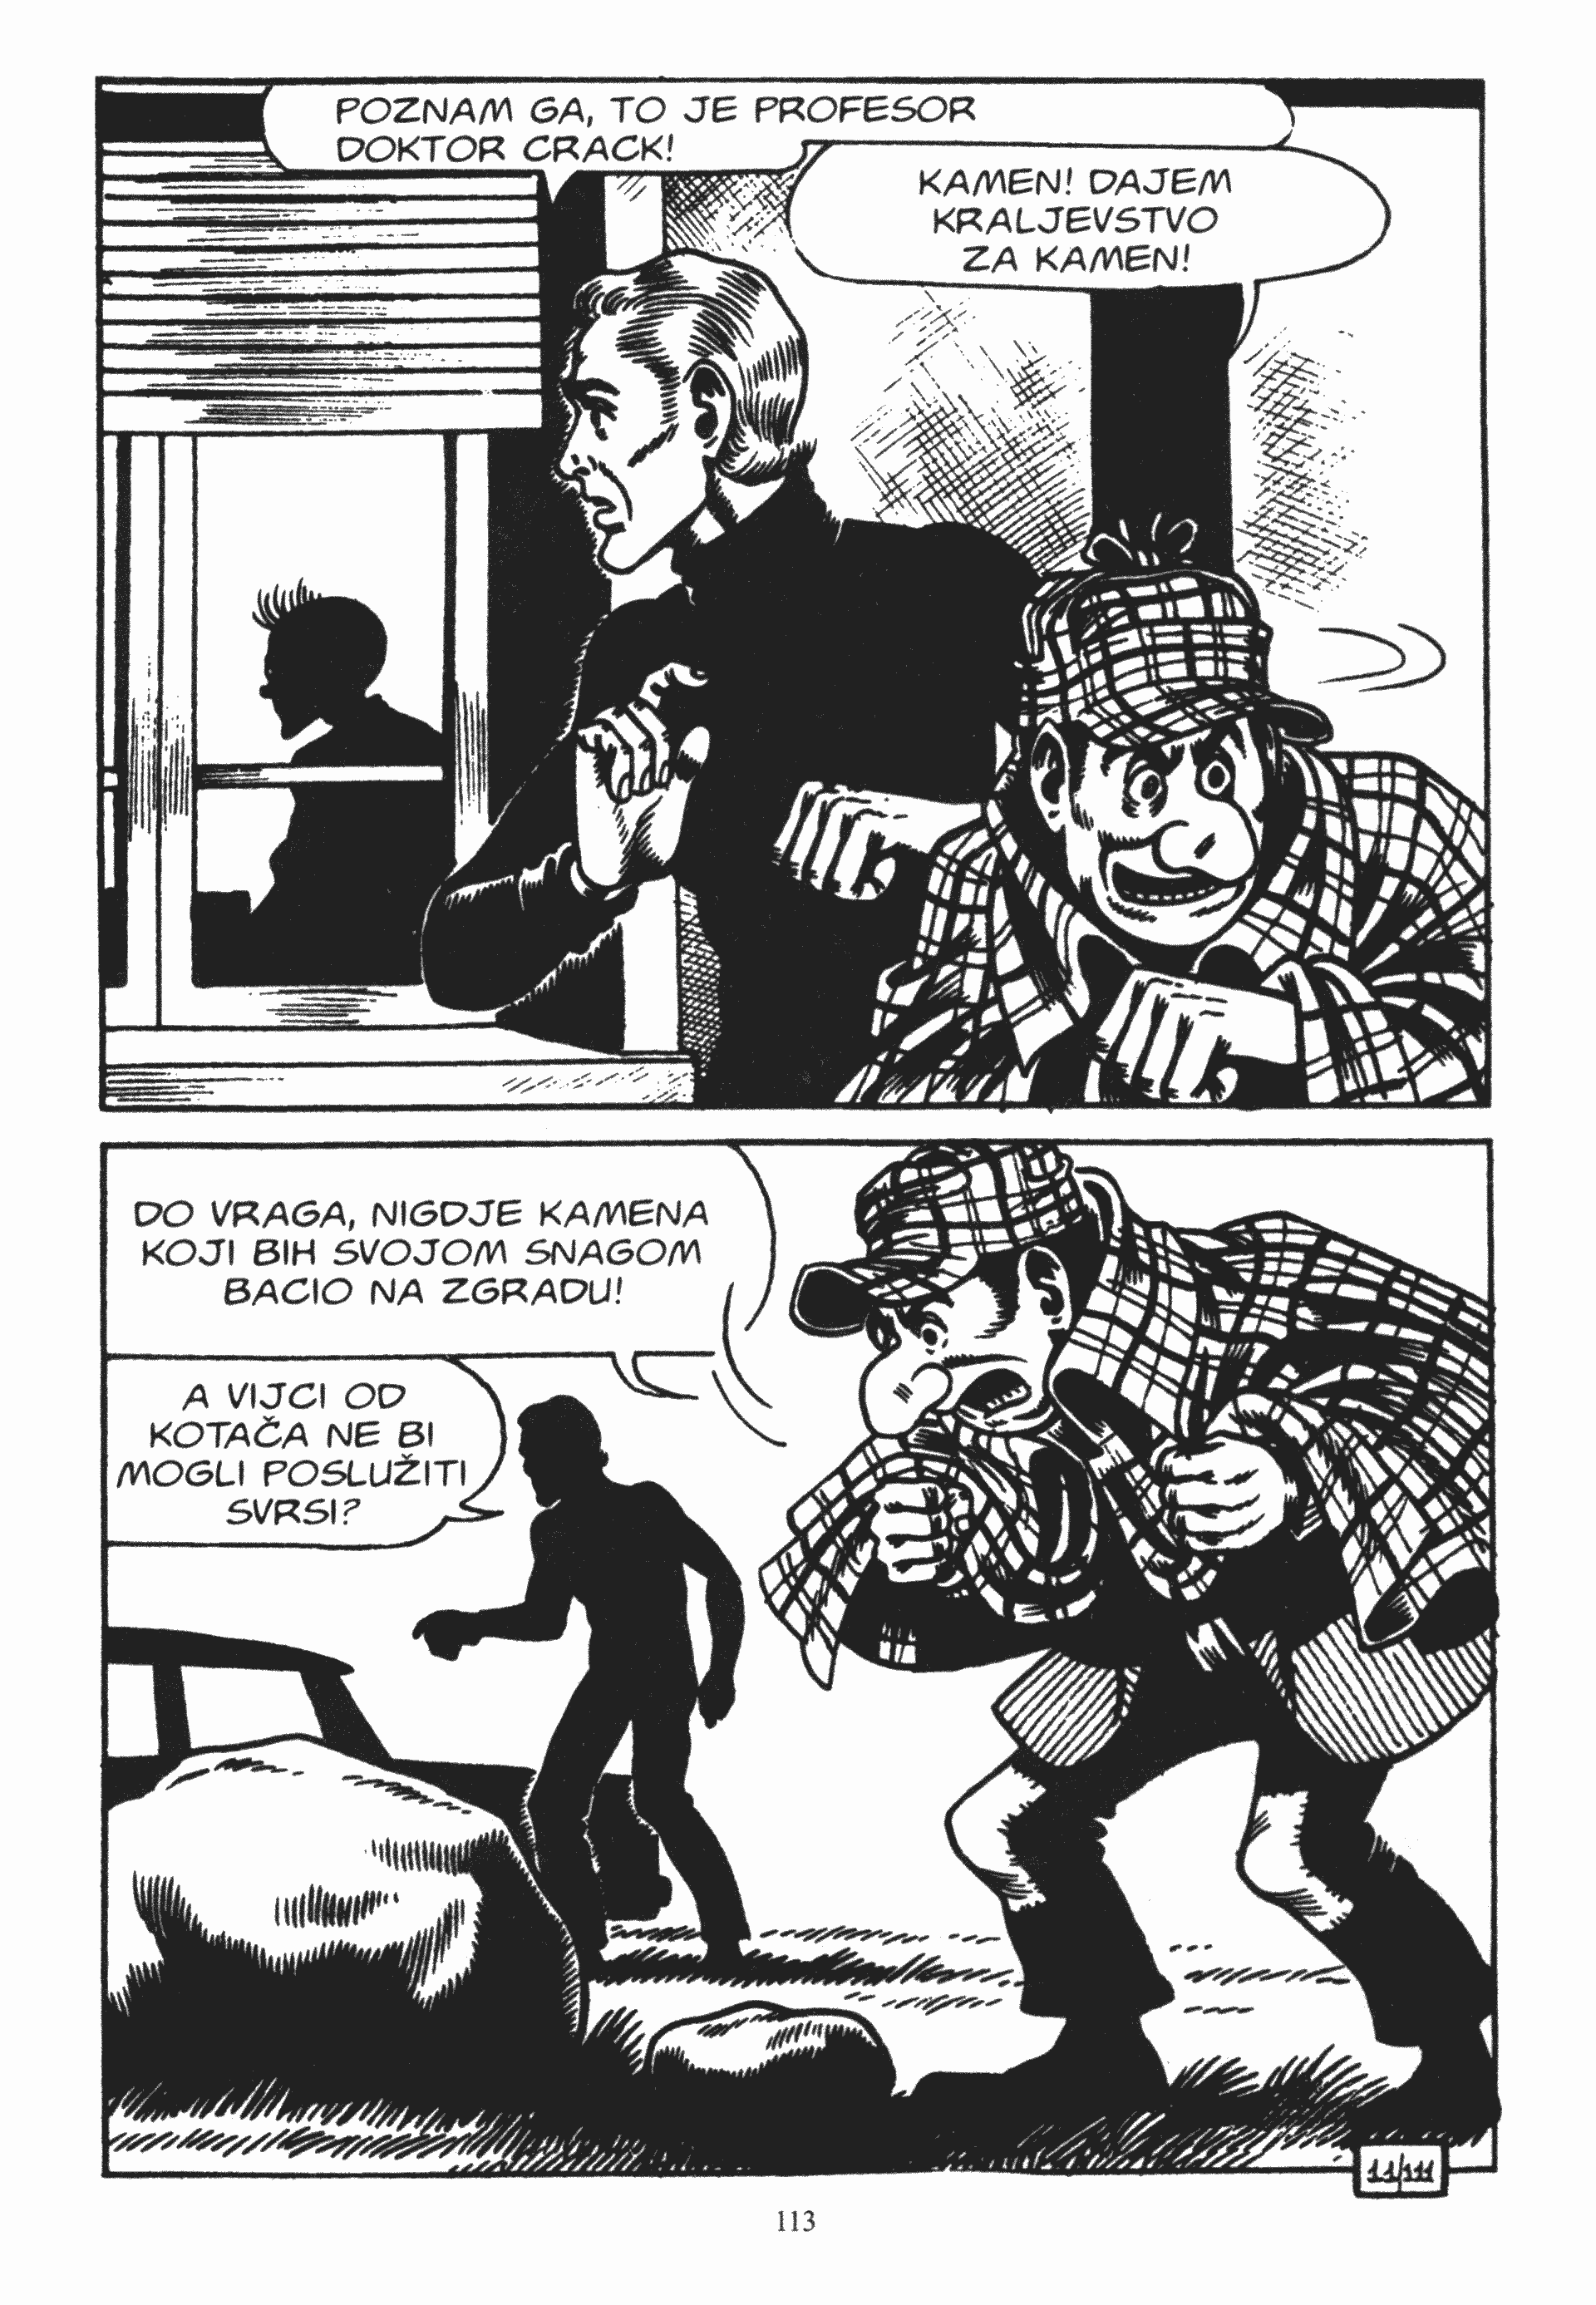 POZNAM GA, TO JE PROFESOR
DOKTOR CRACK!
KAMEN! DAJEM
KRALJEVSTVO
ZA KAMEN!
DO VRAGA, NIGDJE KAMENA
KOJI BIH SVOJOM SNAGOM
BACIO NA ZGRADU!
A VIJCI OD
KOTAČA NE BI
MOGLI POSLUŽITI
SVRSI?
11/111
113